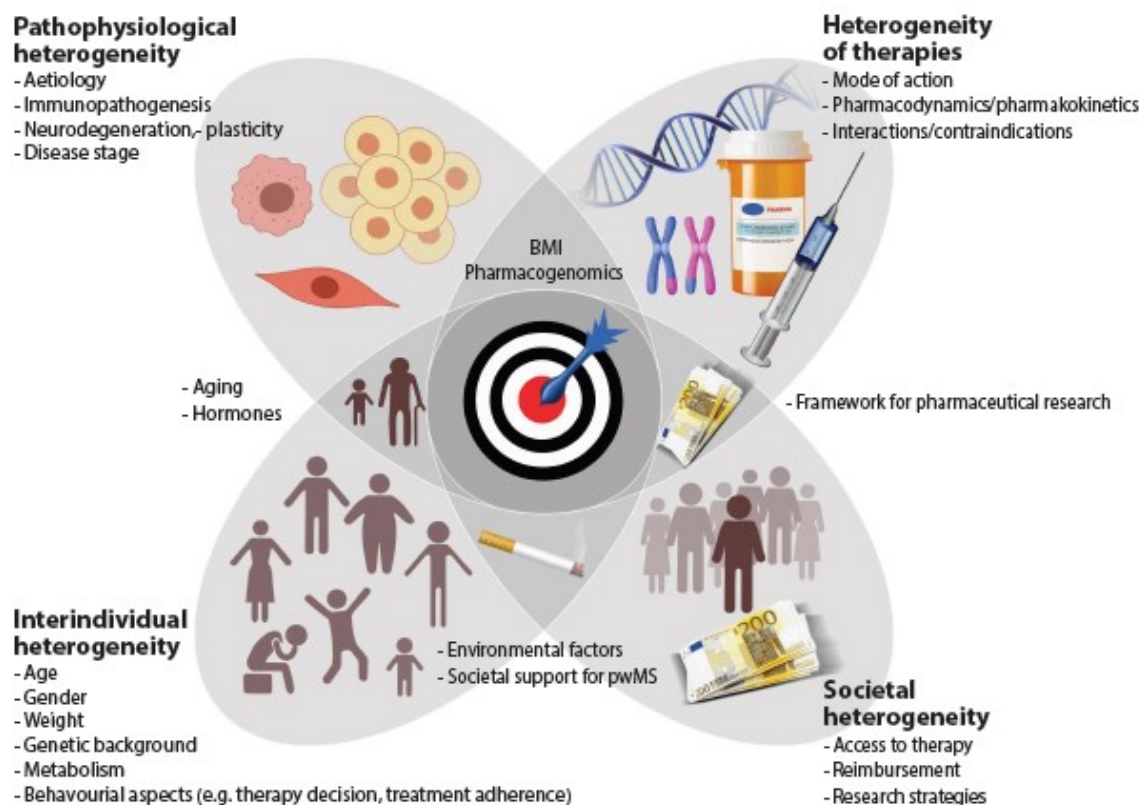 Pathophysiological
heterogeneity
- Aetiology
- Immunopathogenesis
- Neurodegeneration,- plasticity
- Disease stage
Heterogeneity
of therapies
- Mode of action
- Pharmacodynamics/pharmakokinetics
- Interactions/contraindications
BMI
Pharmacogenomics
- Aging
- Hormones
- Framework for pharmaceutical research
Interindividual
heterogeneity
- Age
- Gender
- Weight
- Genetic background
- Metabolism
- Behavourial aspects (e.g. therapy decision, treatment adherence)
- Environmental factors
- Societal support for pwMS
200
200
Societal
heterogeneity
- Access to therapy
- Reimbursement
- Research strategies